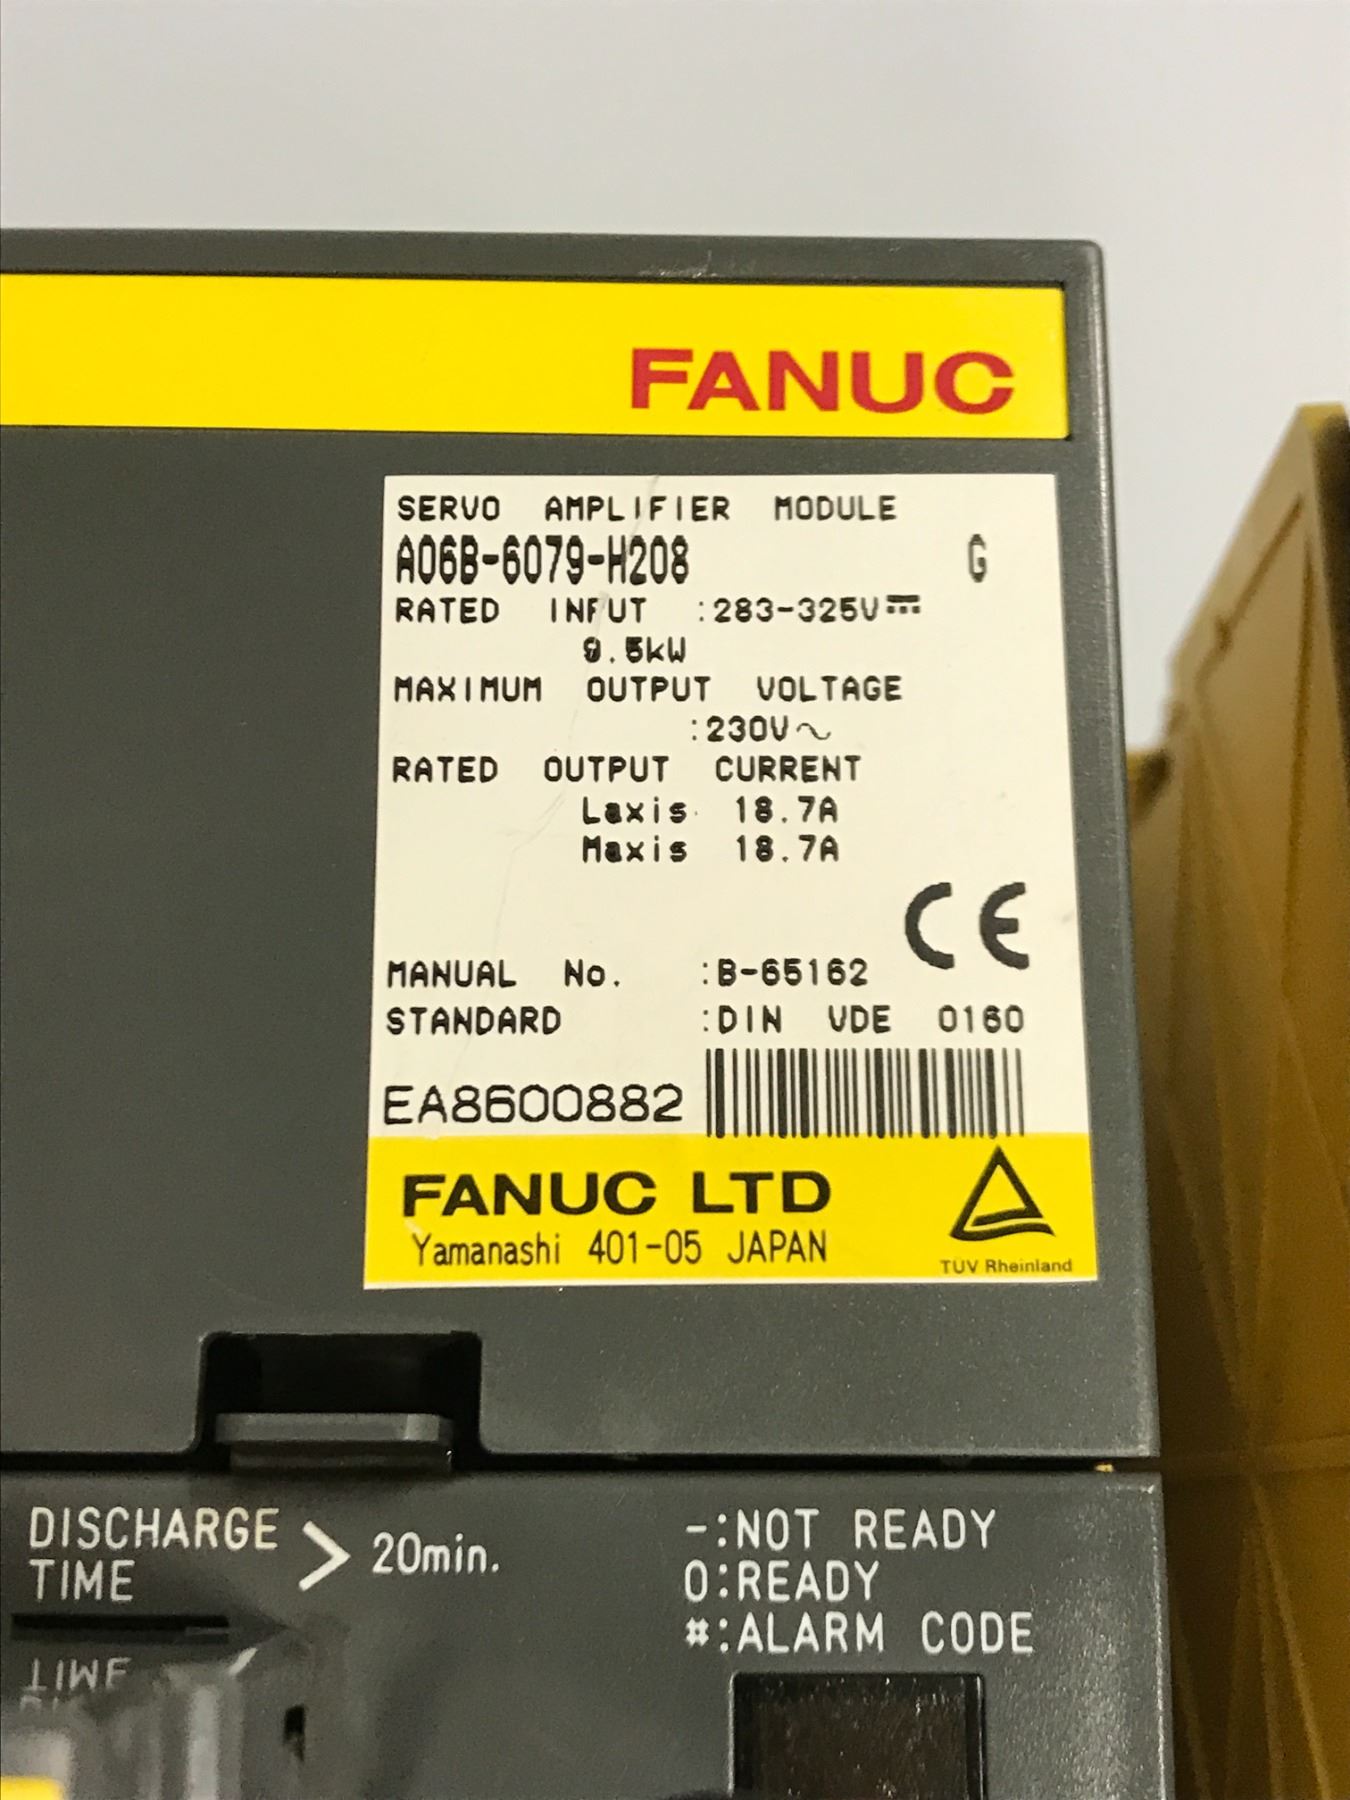 FANUC
SERVO AMPLIFIER MODULE
A06B-6079-H208 G
RATED INPUT :283-325V⎓
9.5kW
MAXIMUM OUTPUT VOLTAGE
:230V~
RATED OUTPUT CURRENT
Laxis 18.7A
Maxis 18.7A
CE
MANUAL No. :B-65162
STANDARD :DIN VDE 0160
EA8600882
FANUC LTD
Yamanashi 401-05 JAPAN
TÜV Rheinland
DISCHARGE TIME > 20min.
-:NOT READY
0:READY
#:ALARM CODE